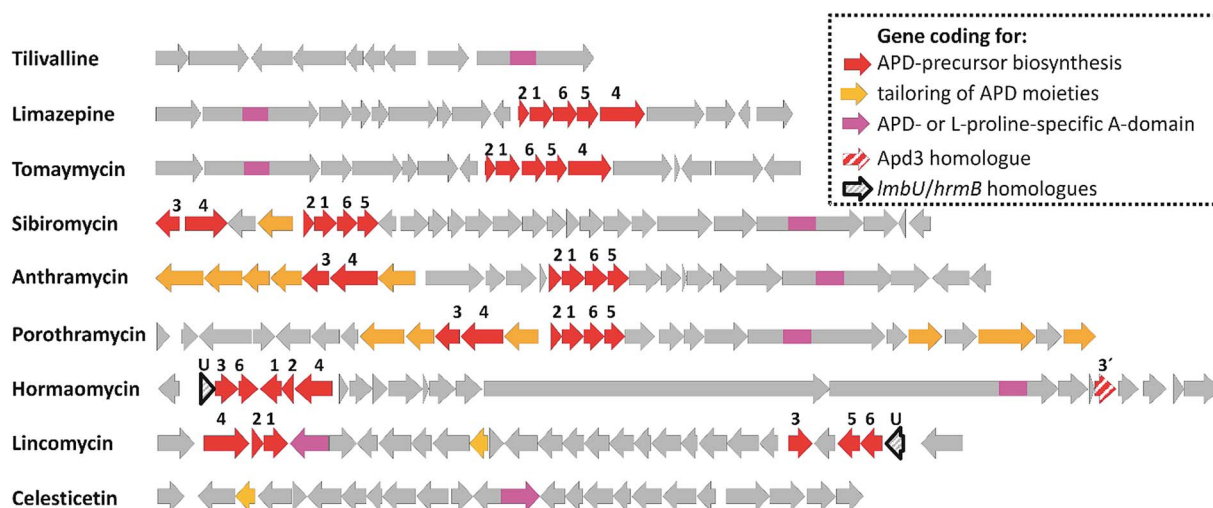 Gene coding for:
APD-precursor biosynthesis
tailoring of APD moieties
APD- or L-proline-specific A-domain
Apd3 homologue
lmbU/hrmB homologues
Tilivalline
2 1 6 5 4
Limazepine
2 1 6 5 4
Tomaymycin
3 4 2 1 6 5
Sibiromycin
3 4 2 1 6 5
Anthramycin
3 4 2 1 6 5
Porothramycin
U 3 6 1 2 4 3´
Hormaomycin
4 2 1 3 5 6 U
Lincomycin
Celesticetin